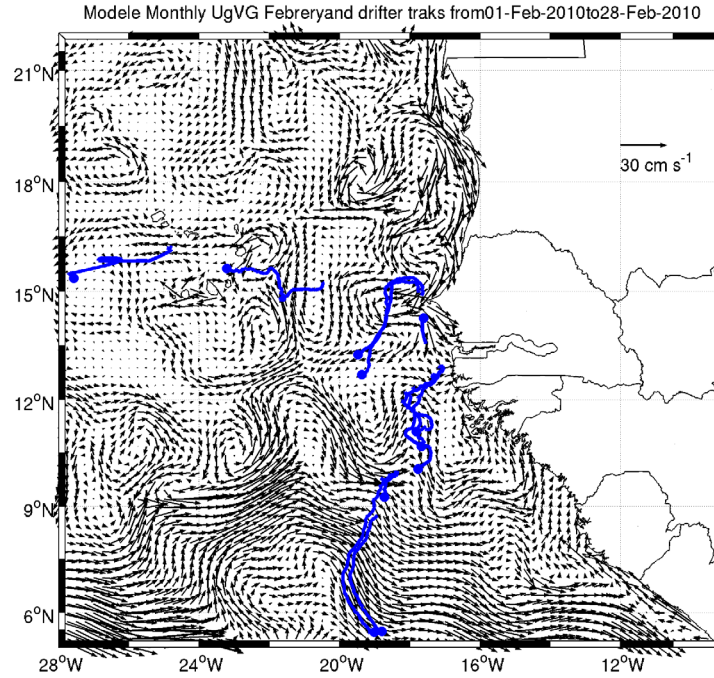 Modele Monthly UgVG Febreryand drifter traks from01-Feb-2010to28-Feb-2010
21°N
18°N
15°N
12°N
9°N
6°N
30 cm s⁻¹
28°W 24°W 20°W 16°W 12°W